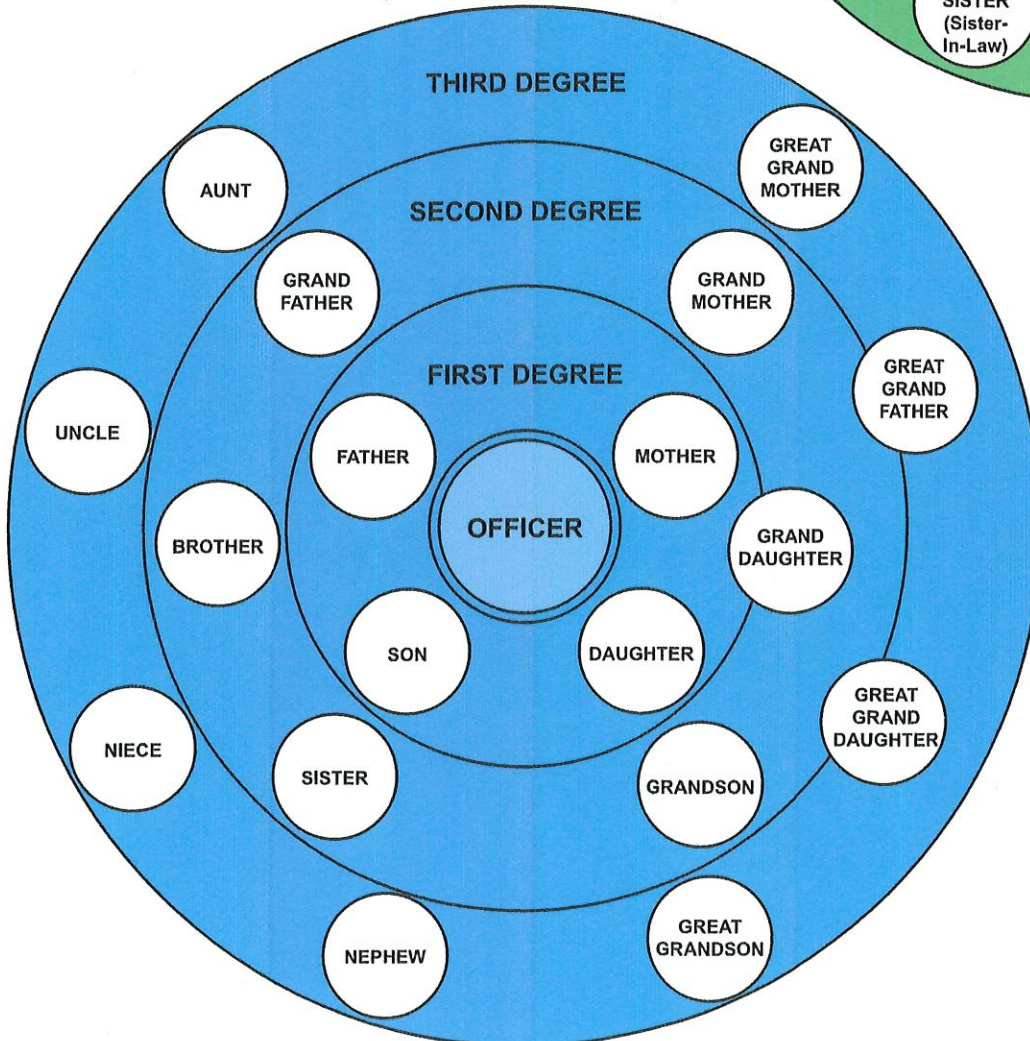 SISTER
(Sister-
In-Law)
THIRD DEGREE
AUNT
GREAT
GRAND
MOTHER
SECOND DEGREE
GRAND
FATHER
GRAND
MOTHER
FIRST DEGREE
GREAT
GRAND
FATHER
UNCLE
FATHER
MOTHER
OFFICER
BROTHER
GRAND
DAUGHTER
SON
DAUGHTER
GREAT
GRAND
DAUGHTER
NIECE
SISTER
GRANDSON
NEPHEW
GREAT
GRANDSON